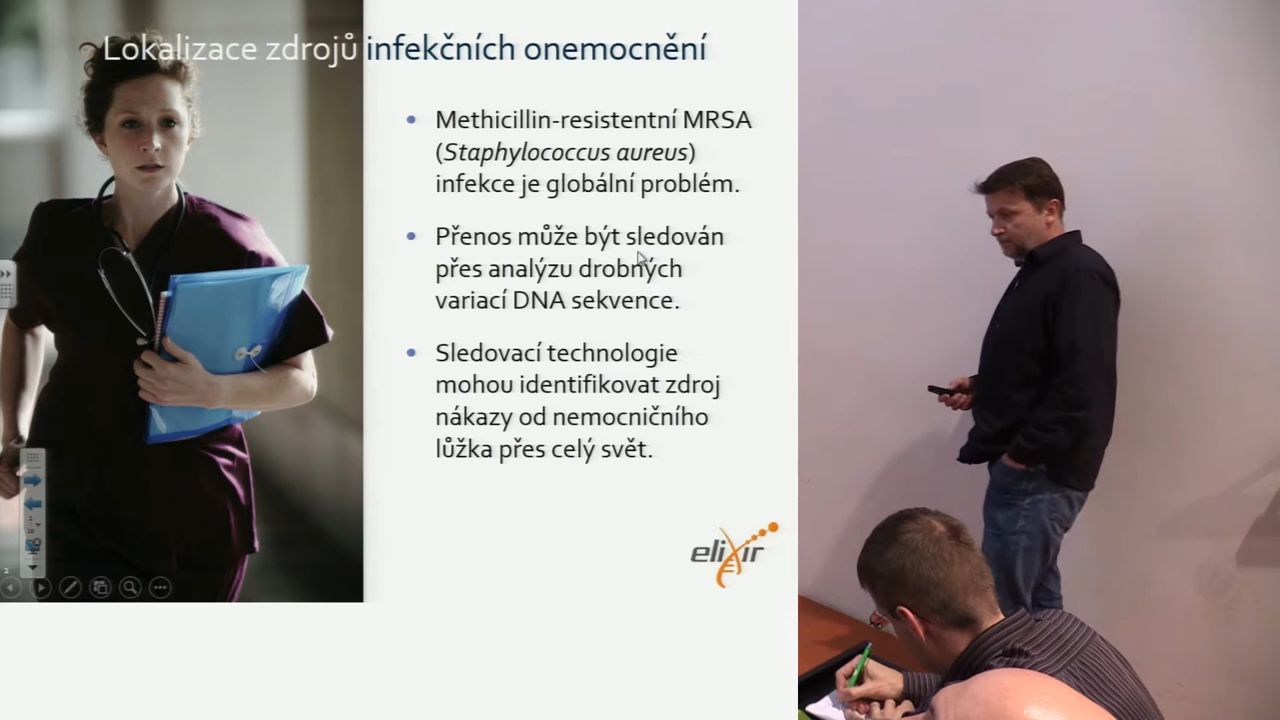 Lokalizace zdrojů infekčních onemocnění
• Methicillin-resistentní MRSA
(Staphylococcus aureus)
infekce je globální problém.
• Přenos může být sledován
přes analýzu drobných
variací DNA sekvence.
• Sledovací technologie
mohou identifikovat zdroj
nákazy od nemocničního
lůžka přes celý svět.
elixir
2